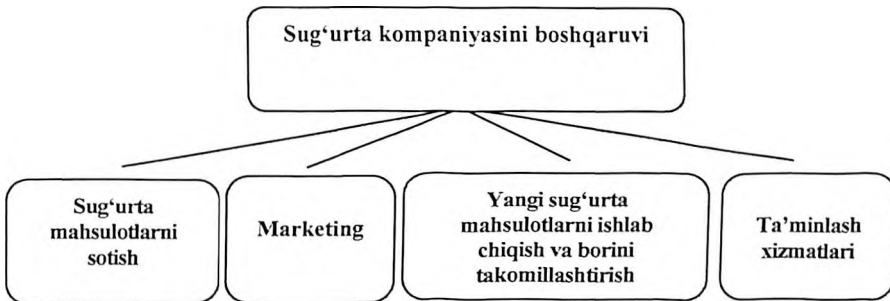 Sug‘urta kompaniyasini boshqaruvi
Sug‘urta
mahsulotlarni
sotish
Marketing
Yangi sug‘urta
mahsulotlarni ishlab
chiqish va borini
takomillashtirish
Ta’minlash
xizmatlari